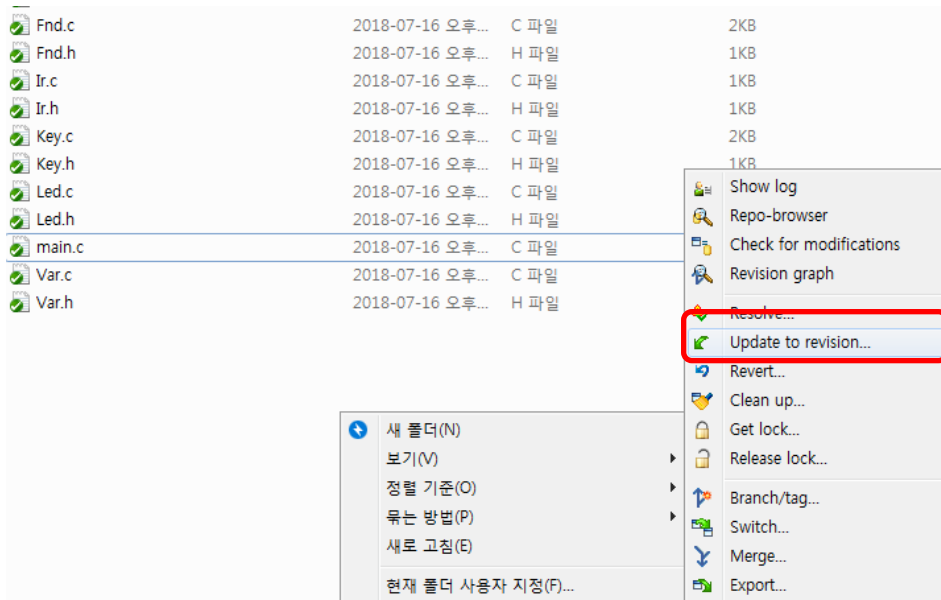 Fnd.c 2018-07-16 오후... C 파일 2KB
Fnd.h 2018-07-16 오후... H 파일 1KB
Ir.c 2018-07-16 오후... C 파일 1KB
Ir.h 2018-07-16 오후... H 파일 1KB
Key.c 2018-07-16 오후... C 파일 2KB
Key.h 2018-07-16 오후... H 파일 1KB
Led.c 2018-07-16 오후... C 파일
Led.h 2018-07-16 오후... H 파일
main.c 2018-07-16 오후... C 파일
Var.c 2018-07-16 오후... C 파일
Var.h 2018-07-16 오후... H 파일
Show log
Repo-browser
Check for modifications
Revision graph
Resolve...
Update to revision...
Revert...
Clean up...
Get lock...
Release lock...
Branch/tag...
Switch...
Merge...
Export...
새 폴더(N)
보기(V)
정렬 기준(O)
묶는 방법(P)
새로 고침(E)
현재 폴더 사용자 지정(F)...